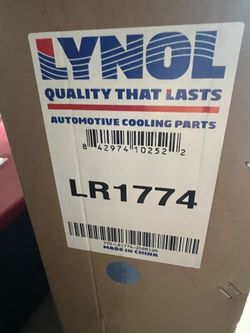 LYNOL
QUALITY THAT LASTS
AUTOMOTIVE COOLING PARTS
8 42974 10252 2
LR1774
MADE IN CHINA